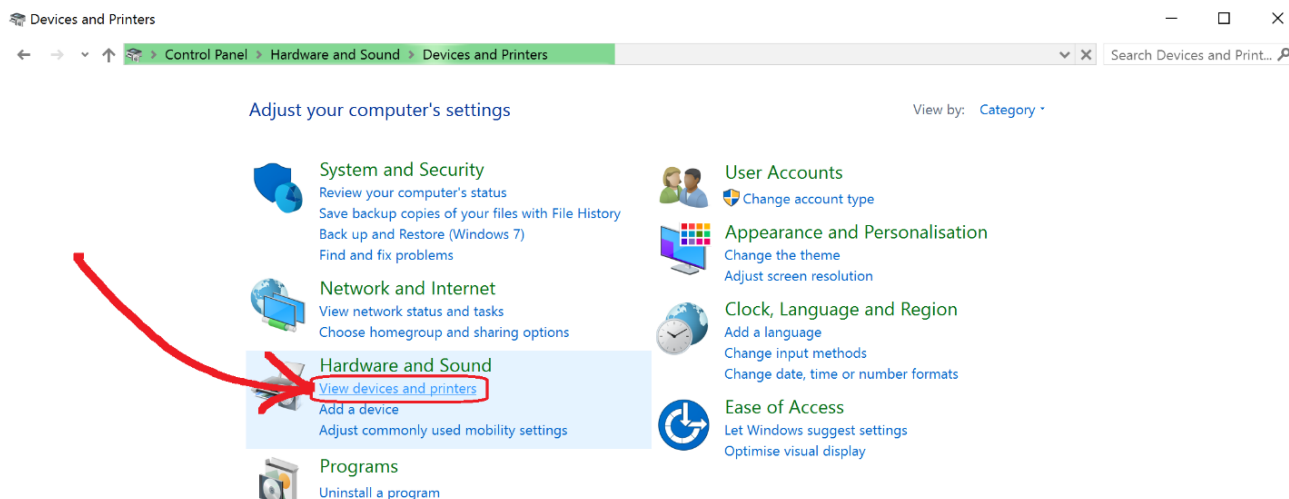 Devices and Printers
Control Panel > Hardware and Sound > Devices and Printers
Search Devices and Print...
Adjust your computer's settings
View by: Category
System and Security
Review your computer's status
Save backup copies of your files with File History
Back up and Restore (Windows 7)
Find and fix problems
Network and Internet
View network status and tasks
Choose homegroup and sharing options
Hardware and Sound
View devices and printers
Add a device
Adjust commonly used mobility settings
Programs
Uninstall a program
User Accounts
Change account type
Appearance and Personalisation
Change the theme
Adjust screen resolution
Clock, Language and Region
Add a language
Change input methods
Change date, time or number formats
Ease of Access
Let Windows suggest settings
Optimise visual display